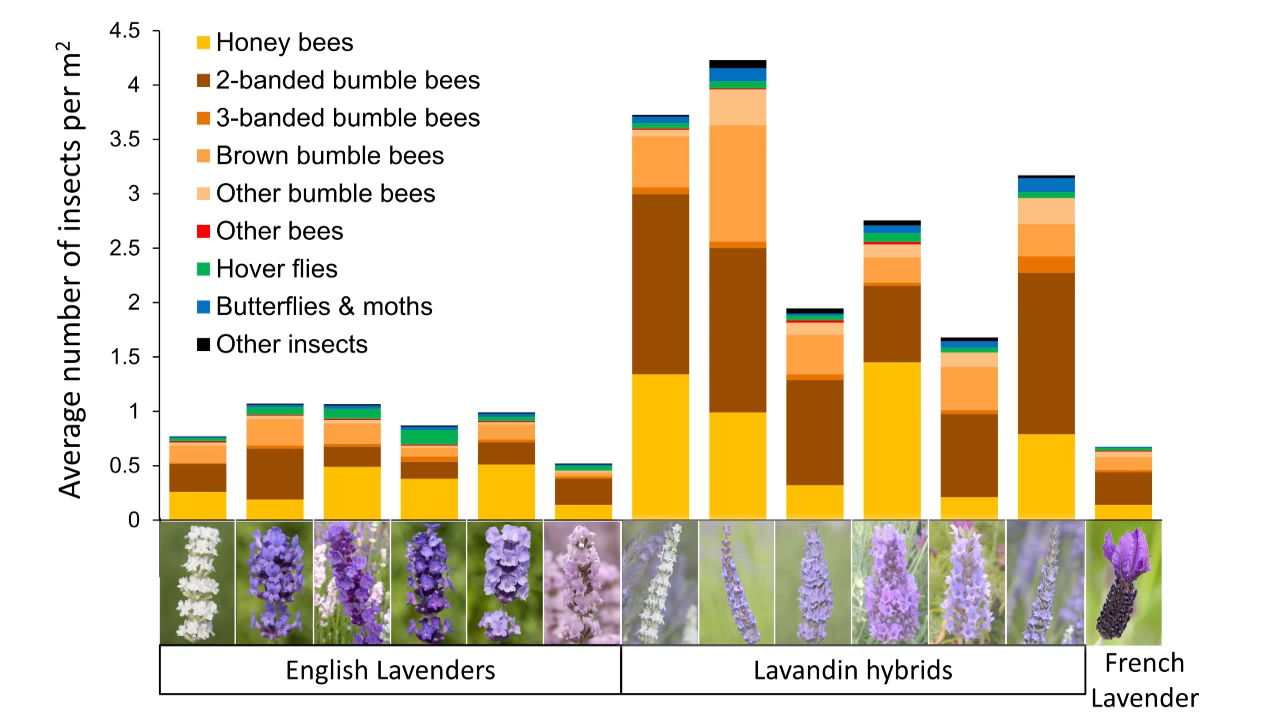 Average number of insects per m²
4.5
4
3.5
3
2.5
2
1.5
1
0.5
0
Honey bees
2-banded bumble bees
3-banded bumble bees
Brown bumble bees
Other bumble bees
Other bees
Hover flies
Butterflies & moths
Other insects
English Lavenders
Lavandin hybrids
French
Lavender